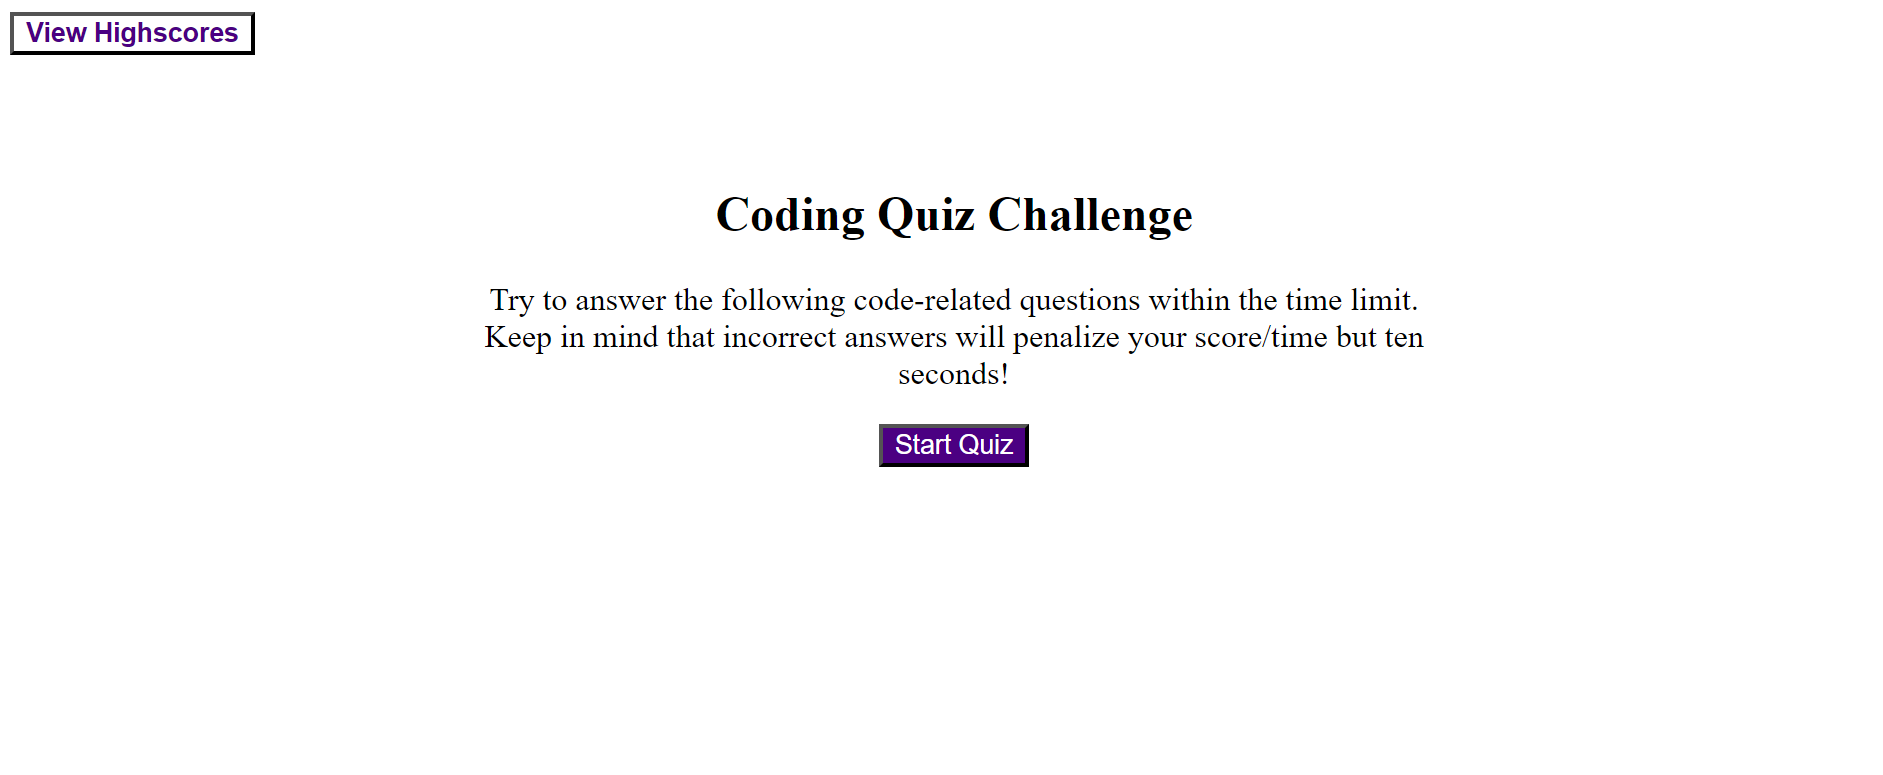 View Highscores
Coding Quiz Challenge
Try to answer the following code-related questions within the time limit.
Keep in mind that incorrect answers will penalize your score/time but ten
seconds!
Start Quiz